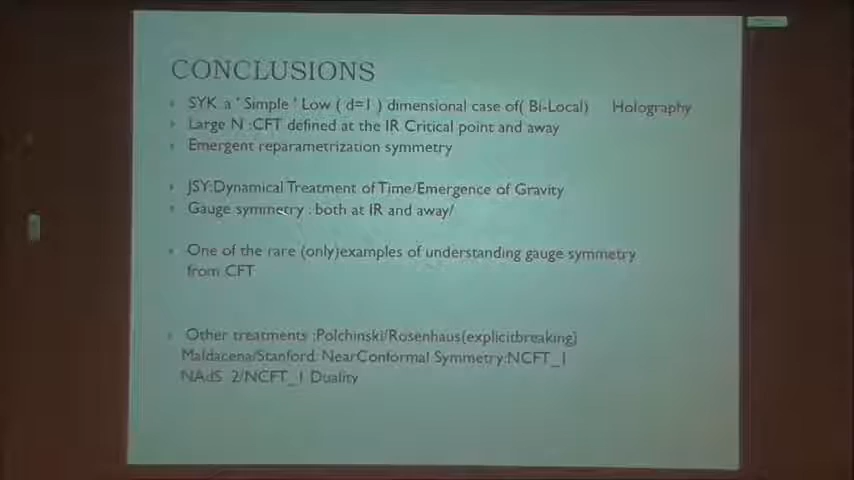 CONCLUSIONS
SYK a ' Simple ' Low ( d=1 ) dimensional case of( Bi-Local) Holography
Large N :CFT defined at the IR Critical point and away
Emergent reparametrization symmetry
JSY:Dynamical Treatment of Time/Emergence of Gravity
Gauge symmetry : both at IR and away/
One of the rare (only)examples of understanding gauge symmetry
from CFT
Other treatments :Polchinski/Rosenhaus(explicitbreaking)
Maldacena/Stanford: NearConformal Symmetry:NCFT_1
NAdS_2/NCFT_1 Duality